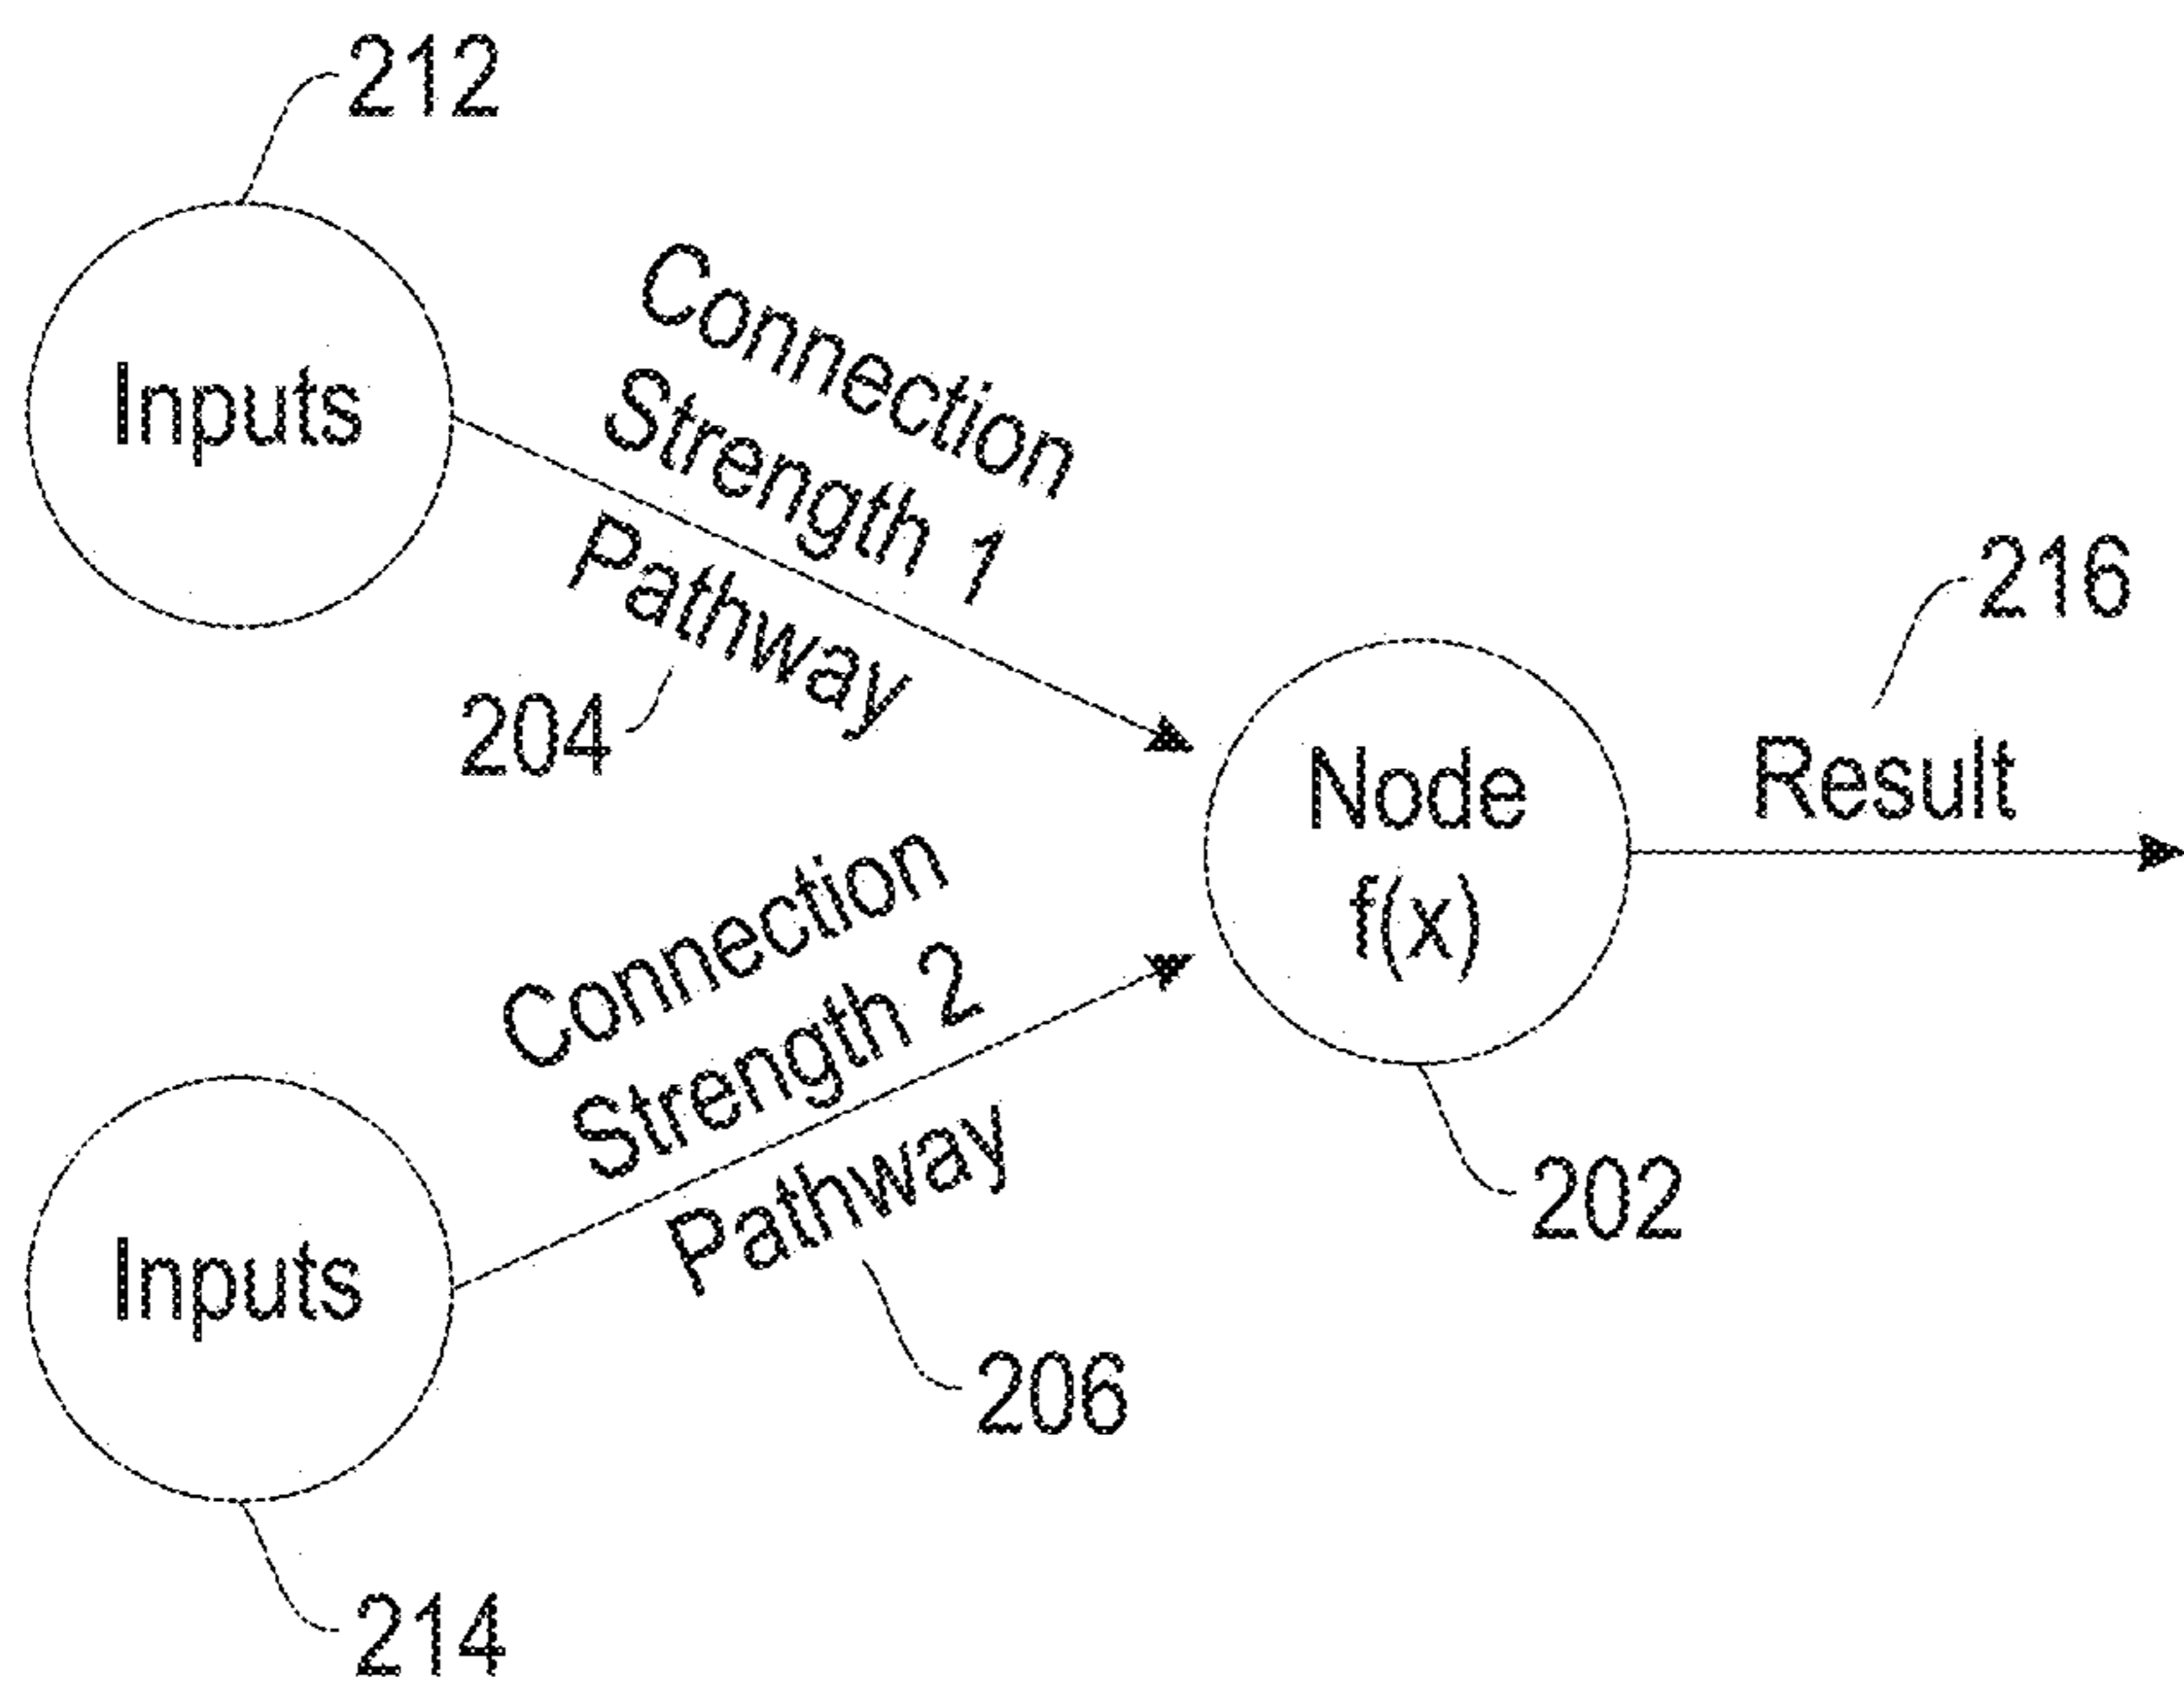 212
Inputs
Connection
Strength 1
Pathway
204
216
Result
Node
f(x)
202
Connection
Strength 2
Pathway
206
Inputs
214